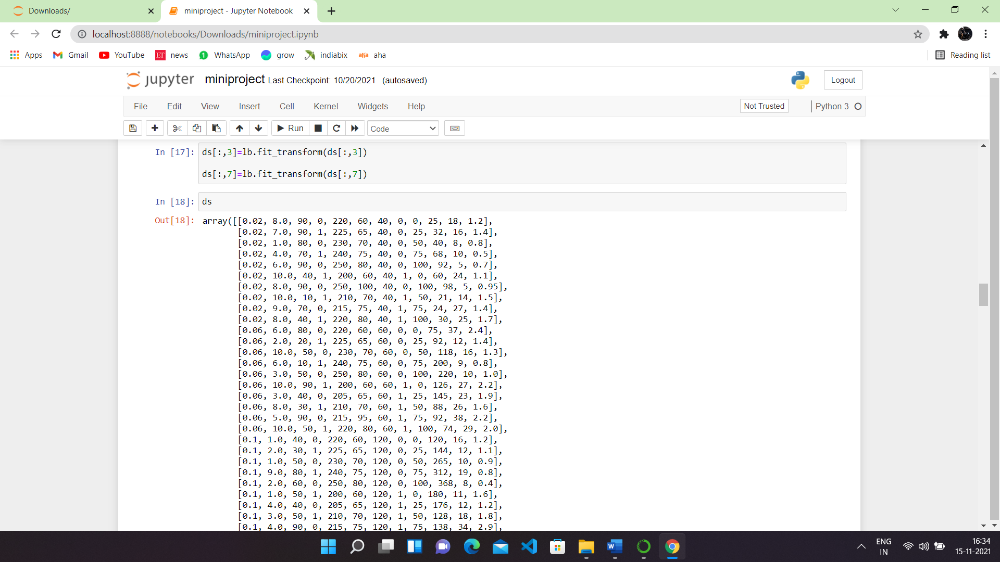 Downloads/
miniproject - Jupyter Notebook
localhost:8888/notebooks/Downloads/miniproject.ipynb
Apps Gmail YouTube ET news 1 WhatsApp grow indiabix aha aha Reading list
jupyter miniproject Last Checkpoint: 10/20/2021 (autosaved) Logout
File Edit View Insert Cell Kernel Widgets Help Not Trusted Python 3
Run Code
In [17]: ds[:,3]=lb.fit_transform(ds[:,3])
ds[:,7]=lb.fit_transform(ds[:,7])
In [18]: ds
Out[18]: array([[0.02, 8.0, 90, 0, 220, 60, 40, 0, 0, 25, 18, 1.2],
[0.02, 7.0, 90, 1, 225, 65, 40, 0, 25, 32, 16, 1.4],
[0.02, 1.0, 80, 0, 230, 70, 40, 0, 50, 40, 8, 0.8],
[0.02, 4.0, 70, 1, 240, 75, 40, 0, 75, 68, 10, 0.5],
[0.02, 6.0, 90, 0, 250, 80, 40, 0, 100, 92, 5, 0.7],
[0.02, 10.0, 40, 1, 200, 60, 40, 1, 0, 60, 24, 1.1],
[0.02, 8.0, 90, 0, 250, 100, 40, 0, 100, 98, 5, 0.95],
[0.02, 10.0, 10, 1, 210, 70, 40, 1, 50, 21, 14, 1.5],
[0.02, 9.0, 70, 0, 215, 75, 40, 1, 75, 24, 27, 1.4],
[0.02, 8.0, 40, 1, 220, 80, 40, 1, 100, 30, 25, 1.7],
[0.06, 6.0, 80, 0, 220, 60, 60, 0, 0, 75, 37, 2.4],
[0.06, 2.0, 20, 1, 225, 65, 60, 0, 25, 92, 12, 1.4],
[0.06, 10.0, 50, 0, 230, 70, 60, 0, 50, 118, 16, 1.3],
[0.06, 6.0, 10, 1, 240, 75, 60, 0, 75, 200, 9, 0.8],
[0.06, 3.0, 50, 0, 250, 80, 60, 0, 100, 220, 10, 1.0],
[0.06, 10.0, 90, 1, 200, 60, 60, 1, 0, 126, 27, 2.2],
[0.06, 3.0, 40, 0, 205, 65, 60, 1, 25, 145, 23, 1.9],
[0.06, 8.0, 30, 1, 210, 70, 60, 1, 50, 88, 26, 1.6],
[0.06, 5.0, 90, 0, 215, 95, 60, 1, 75, 92, 38, 2.2],
[0.06, 10.0, 50, 1, 220, 80, 60, 1, 100, 74, 29, 2.0],
[0.1, 1.0, 40, 0, 220, 60, 120, 0, 0, 120, 16, 1.2],
[0.1, 2.0, 30, 1, 225, 65, 120, 0, 25, 144, 12, 1.1],
[0.1, 1.0, 50, 0, 230, 70, 120, 0, 50, 265, 10, 0.9],
[0.1, 9.0, 80, 1, 240, 75, 120, 0, 75, 312, 19, 0.8],
[0.1, 2.0, 60, 0, 250, 80, 120, 0, 100, 368, 8, 0.4],
[0.1, 1.0, 50, 1, 200, 60, 120, 1, 0, 180, 11, 1.6],
[0.1, 4.0, 40, 0, 205, 65, 120, 1, 25, 176, 12, 1.2],
[0.1, 3.0, 50, 1, 210, 70, 120, 1, 50, 128, 18, 1.8],
[0.1, 4.0, 90, 0, 215, 75, 120, 1, 75, 138, 34, 2.9],
W
ENG
IN
16:34
15-11-2021